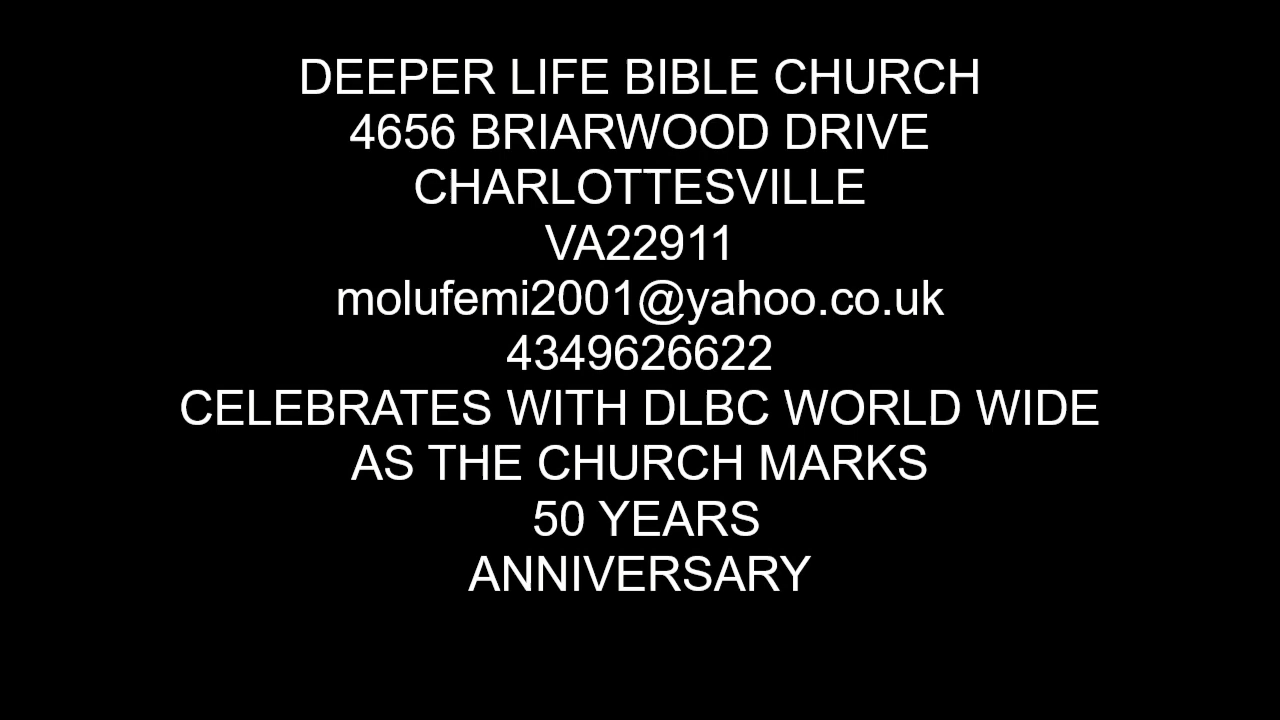 DEEPER LIFE BIBLE CHURCH
4656 BRIARWOOD DRIVE
CHARLOTTESVILLE
VA22911
molufemi2001@yahoo.co.uk
4349626622
CELEBRATES WITH DLBC WORLD WIDE
AS THE CHURCH MARKS
50 YEARS
ANNIVERSARY